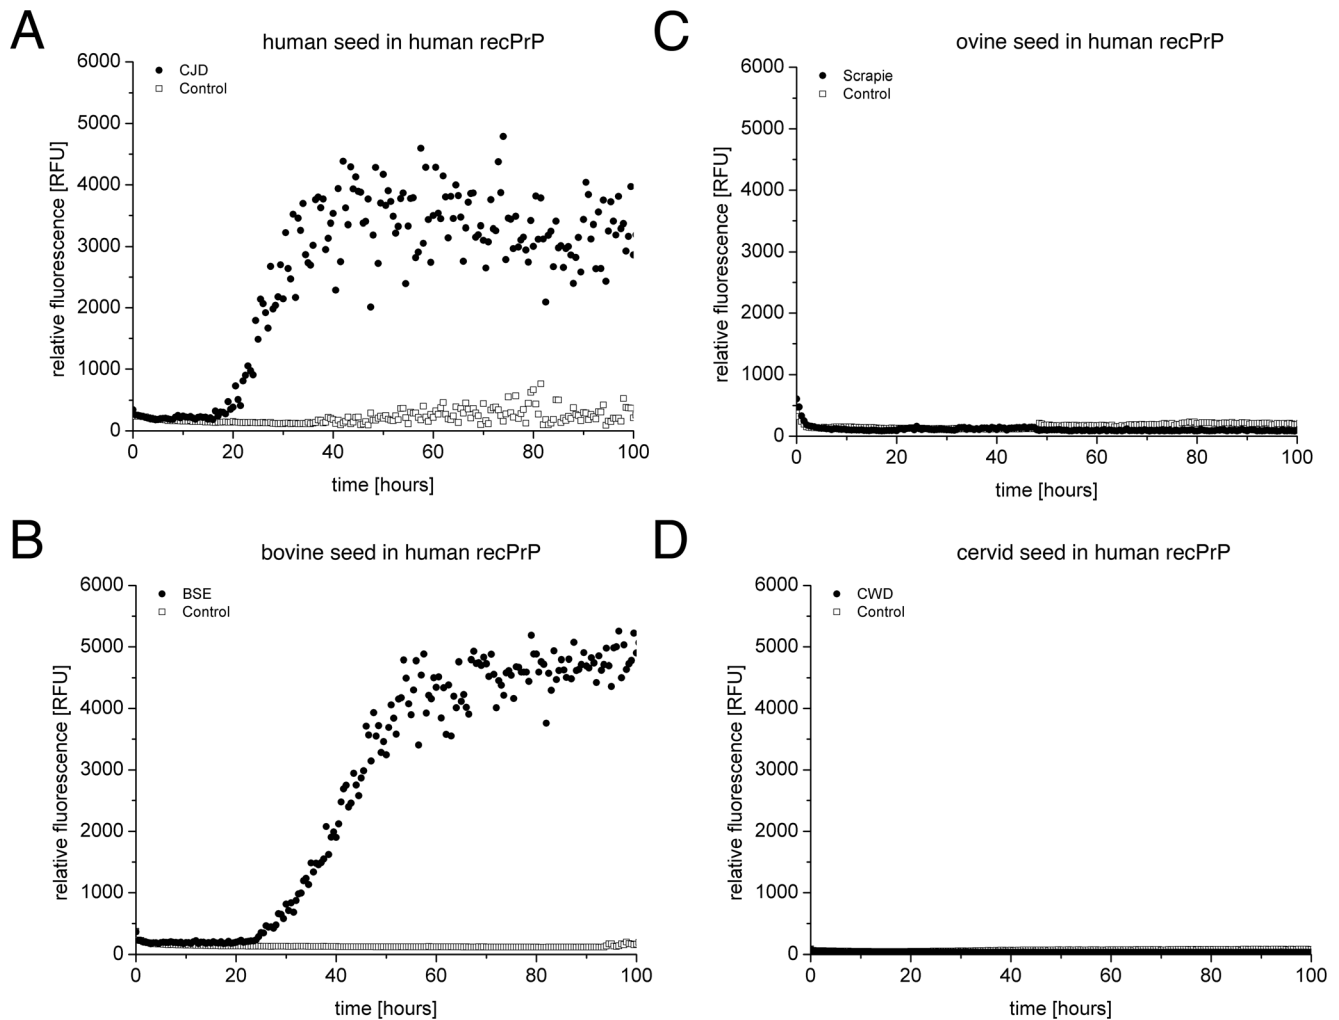 A
human seed in human recPrP
6000
5000
4000
3000
2000
1000
0
relative fluorescence [RFU]
CJD
Control
0 20 40 60 80 100
time [hours]
B
bovine seed in human recPrP
6000
5000
4000
3000
2000
1000
0
relative fluorescence [RFU]
BSE
Control
0 20 40 60 80 100
time [hours]
C
ovine seed in human recPrP
6000
5000
4000
3000
2000
1000
0
relative fluorescence [RFU]
Scrapie
Control
0 20 40 60 80 100
time [hours]
D
cervid seed in human recPrP
6000
5000
4000
3000
2000
1000
0
relative fluorescence [RFU]
CWD
Control
0 20 40 60 80 100
time [hours]